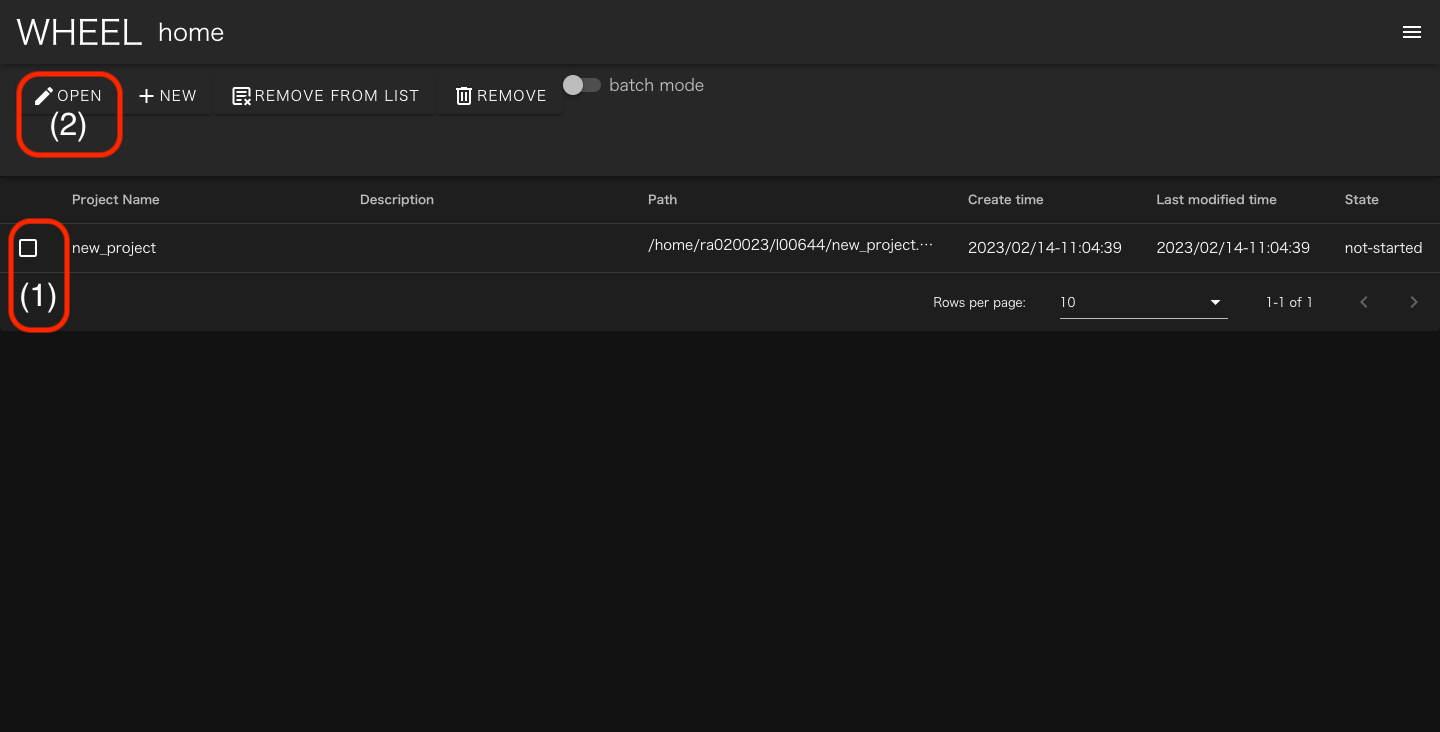 WHEEL home
OPEN NEW REMOVE FROM LIST REMOVE batch mode
(2)
Project Name Description Path Create time Last modified time State
new_project /home/ra020023/l00644/new_project.… 2023/02/14-11:04:39 2023/02/14-11:04:39 not-started
(1)
Rows per page: 10 1-1 of 1